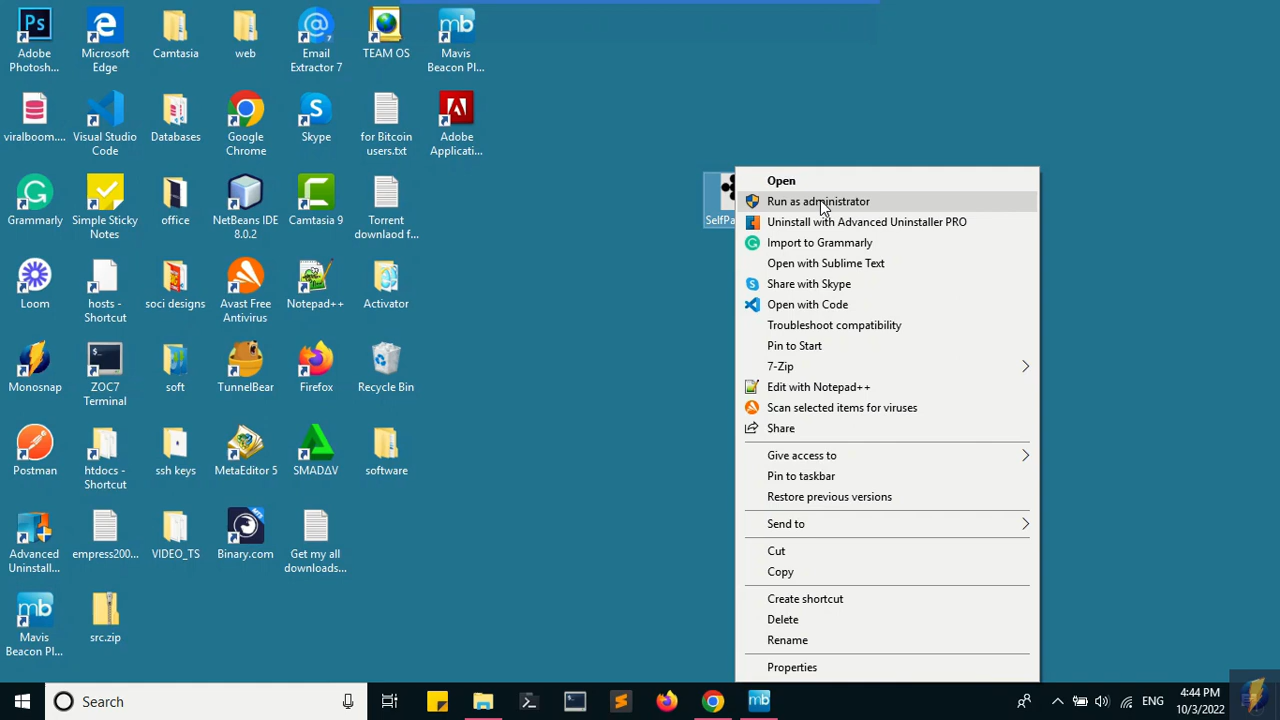 Adobe
Photosh...
Microsoft
Edge
Camtasia
web
Email
Extractor 7
TEAM OS
Mavis
Beacon Pl...
viralboom....
Visual Studio
Code
Databases
Google
Chrome
Skype
for Bitcoin
users.txt
Adobe
Applicati...
Grammarly
Simple Sticky
Notes
office
NetBeans IDE
8.0.2
Camtasia 9
Torrent
downlaod f...
Loom
hosts -
Shortcut
soci designs
Avast Free
Antivirus
Notepad++
Activator
Monosnap
ZOC7
Terminal
soft
TunnelBear
Firefox
Recycle Bin
Postman
htdocs -
Shortcut
ssh keys
MetaEditor 5
SMADΔV
software
Advanced
Uninstall...
empress200...
VIDEO_TS
Binary.com
Get my all
downloads...
Mavis
Beacon Pl...
src.zip
SelfPa
Open
Run as administrator
Uninstall with Advanced Uninstaller PRO
Import to Grammarly
Open with Sublime Text
Share with Skype
Open with Code
Troubleshoot compatibility
Pin to Start
7-Zip
Edit with Notepad++
Scan selected items for viruses
Share
Give access to
Pin to taskbar
Restore previous versions
Send to
Cut
Copy
Create shortcut
Delete
Rename
Properties
Search
ENG
4:44 PM
10/3/2022